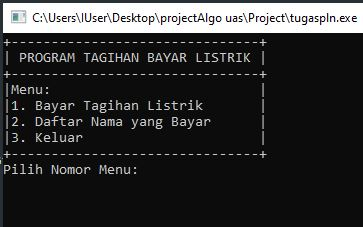 C:\Users\IUser\Desktop\projectAlgo uas\Project\tugaspln.exe
+-------------------------------+
| PROGRAM TAGIHAN BAYAR LISTRIK |
+-------------------------------+
|Menu:                          |
|1. Bayar Tagihan Listrik       |
|2. Daftar Nama yang Bayar      |
|3. Keluar                      |
+-------------------------------+
Pilih Nomor Menu: